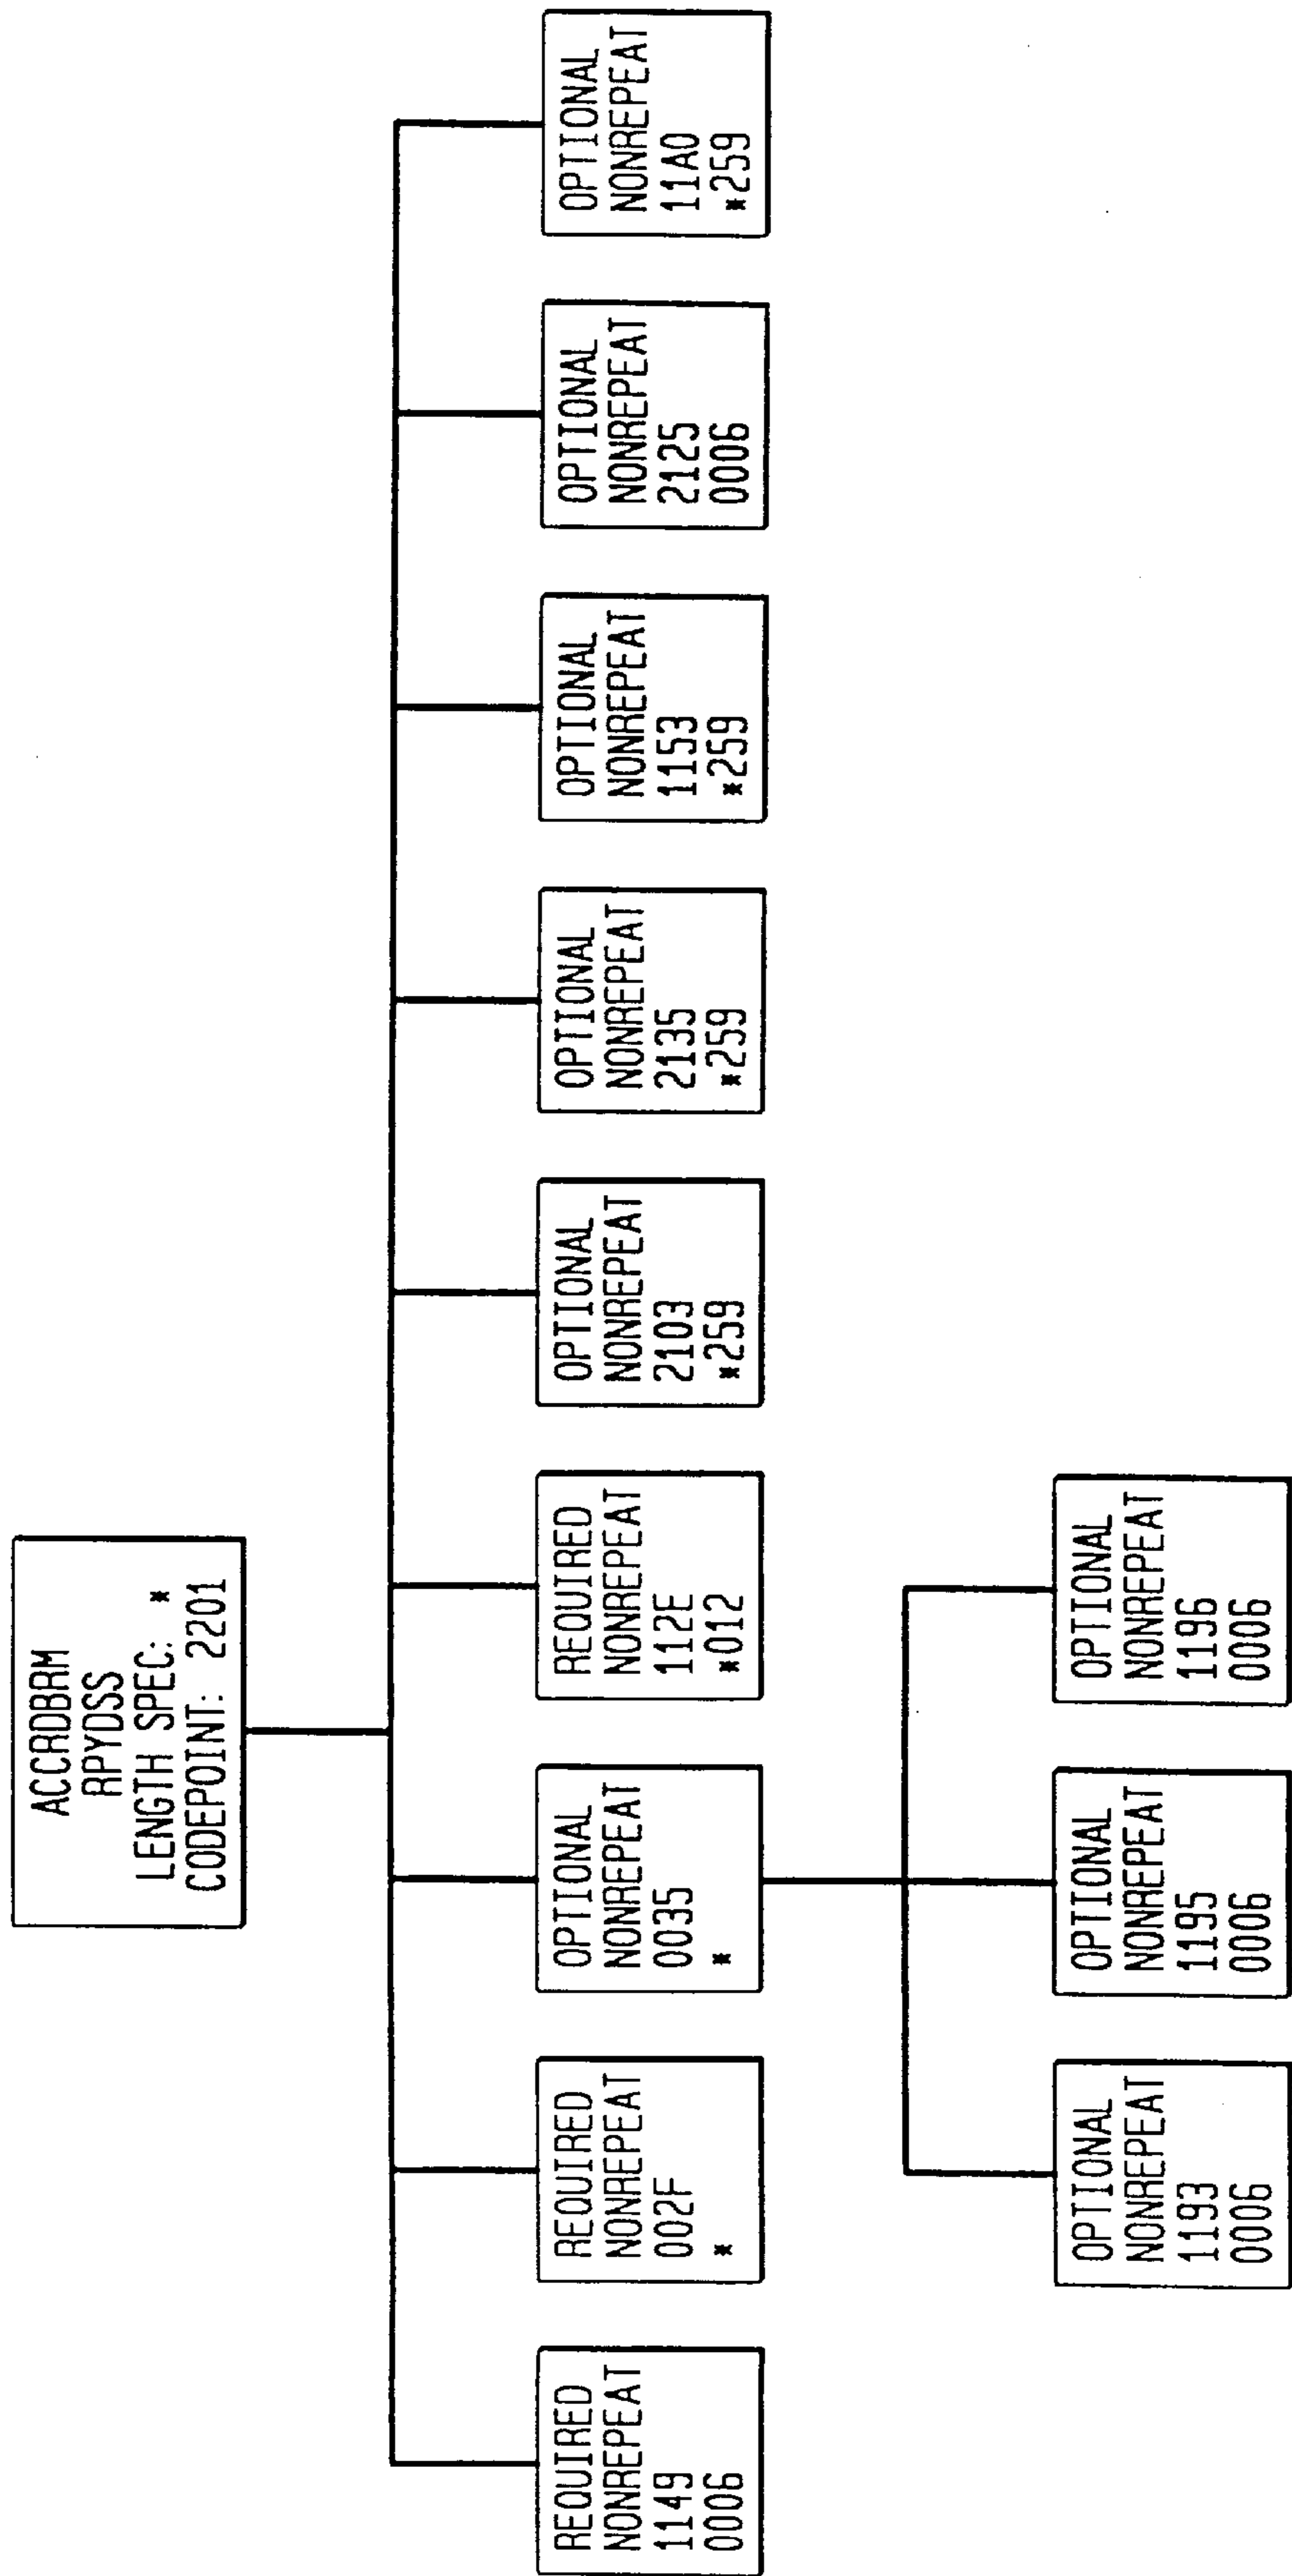 ACCRDBRM
RPYDSS
LENGTH SPEC: *
CODEPOINT: 2201
REQUIRED
NONREPEAT
1149
0006
REQUIRED
NONREPEAT
002F
*
OPTIONAL
NONREPEAT
0035
*
REQUIRED
NONREPEAT
112E
*012
OPTIONAL
NONREPEAT
2103
*259
OPTIONAL
NONREPEAT
2135
*259
OPTIONAL
NONREPEAT
1153
*259
OPTIONAL
NONREPEAT
2125
0006
OPTIONAL
NONREPEAT
11A0
*259
OPTIONAL
NONREPEAT
1193
0006
OPTIONAL
NONREPEAT
1195
0006
OPTIONAL
NONREPEAT
1196
0006